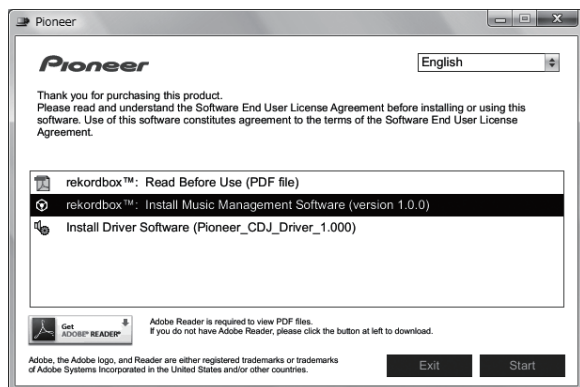 Pioneer
Pioneer
English
Thank you for purchasing this product.
Please read and understand the Software End User License Agreement before installing or using this
software. Use of this software constitutes agreement to the terms of the Software End User License
Agreement.
rekordbox™: Read Before Use (PDF file)
rekordbox™: Install Music Management Software (version 1.0.0)
Install Driver Software (Pioneer_CDJ_Driver_1.000)
Get
ADOBE® READER®
Adobe Reader is required to view PDF files.
If you do not have Adobe Reader, please click the button at left to download.
Adobe, the Adobe logo, and Reader are either registered trademarks or trademarks
of Adobe Systems Incorporated in the United States and/or other countries.
Exit
Start